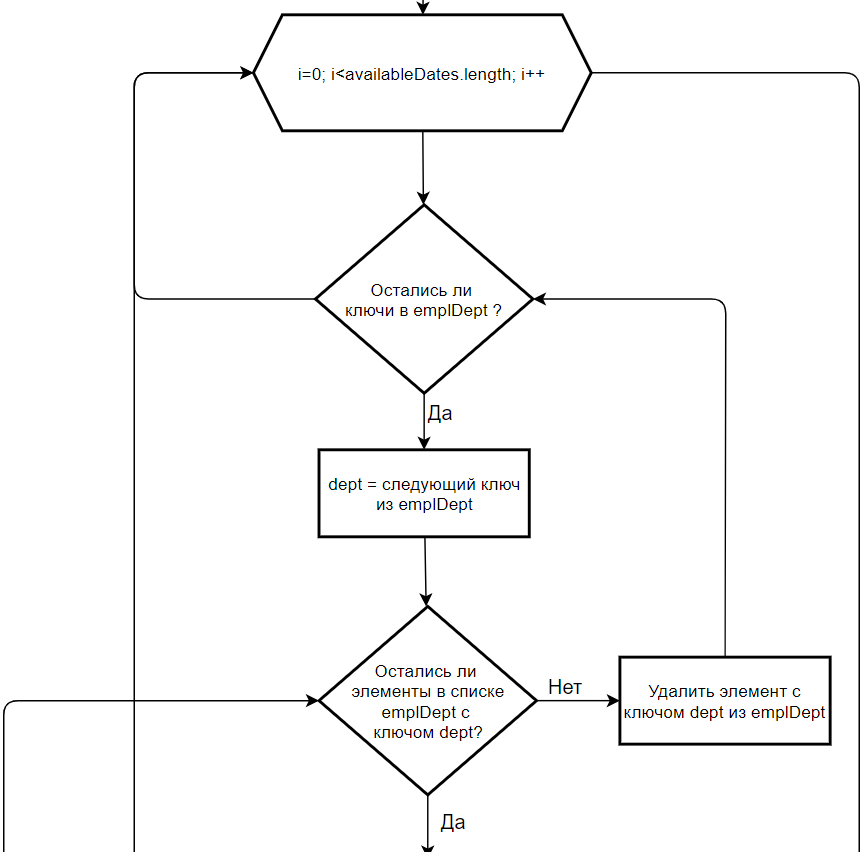 i=0; i<availableDates.length; i++
Остались ли
ключи в emplDept ?
Да
dept = следующий ключ
из emplDept
Остались ли
элементы в списке
emplDept с
ключом dept?
Нет
Удалить элемент с
ключом dept из emplDept
Да